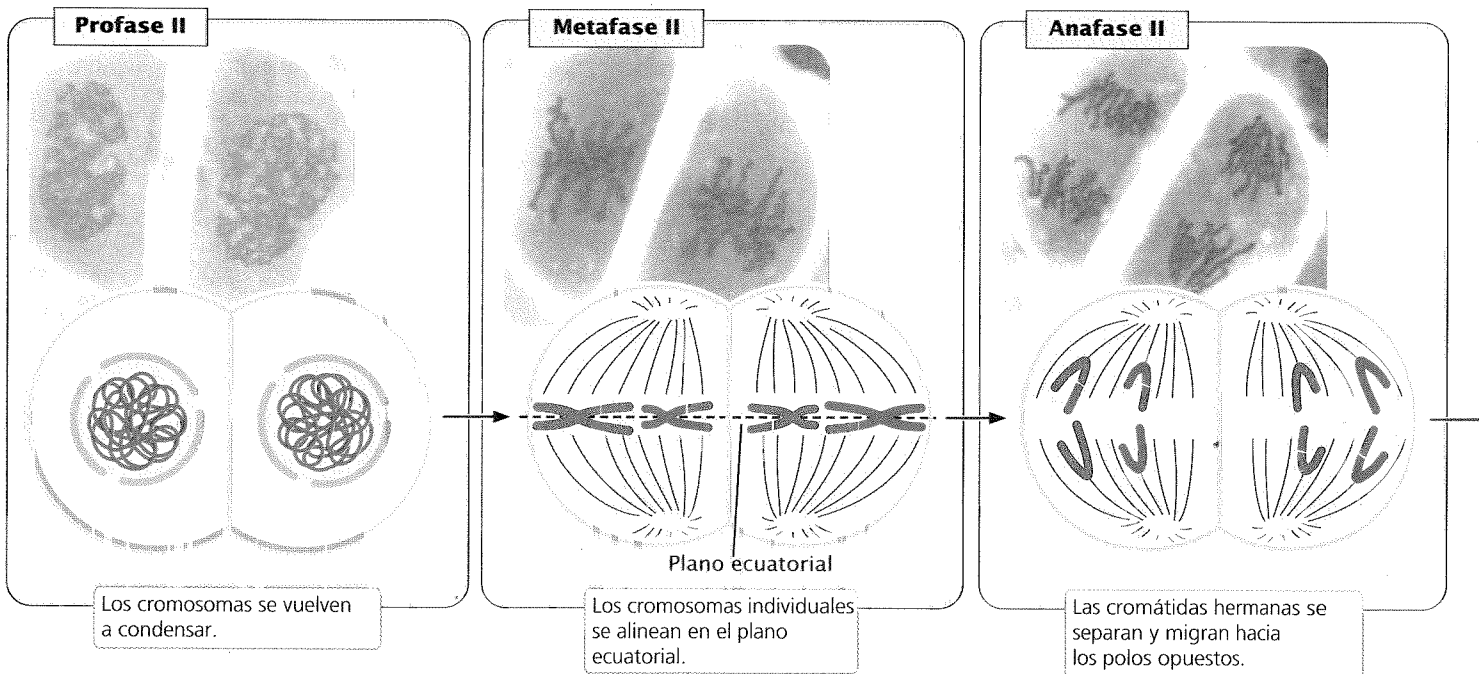 Profase II
Metafase II
Anafase II
Plano ecuatorial
Los cromosomas se vuelven
a condensar.
Los cromosomas individuales
se alinean en el plano
ecuatorial.
Las cromátidas hermanas se
separan y migran hacia
los polos opuestos.